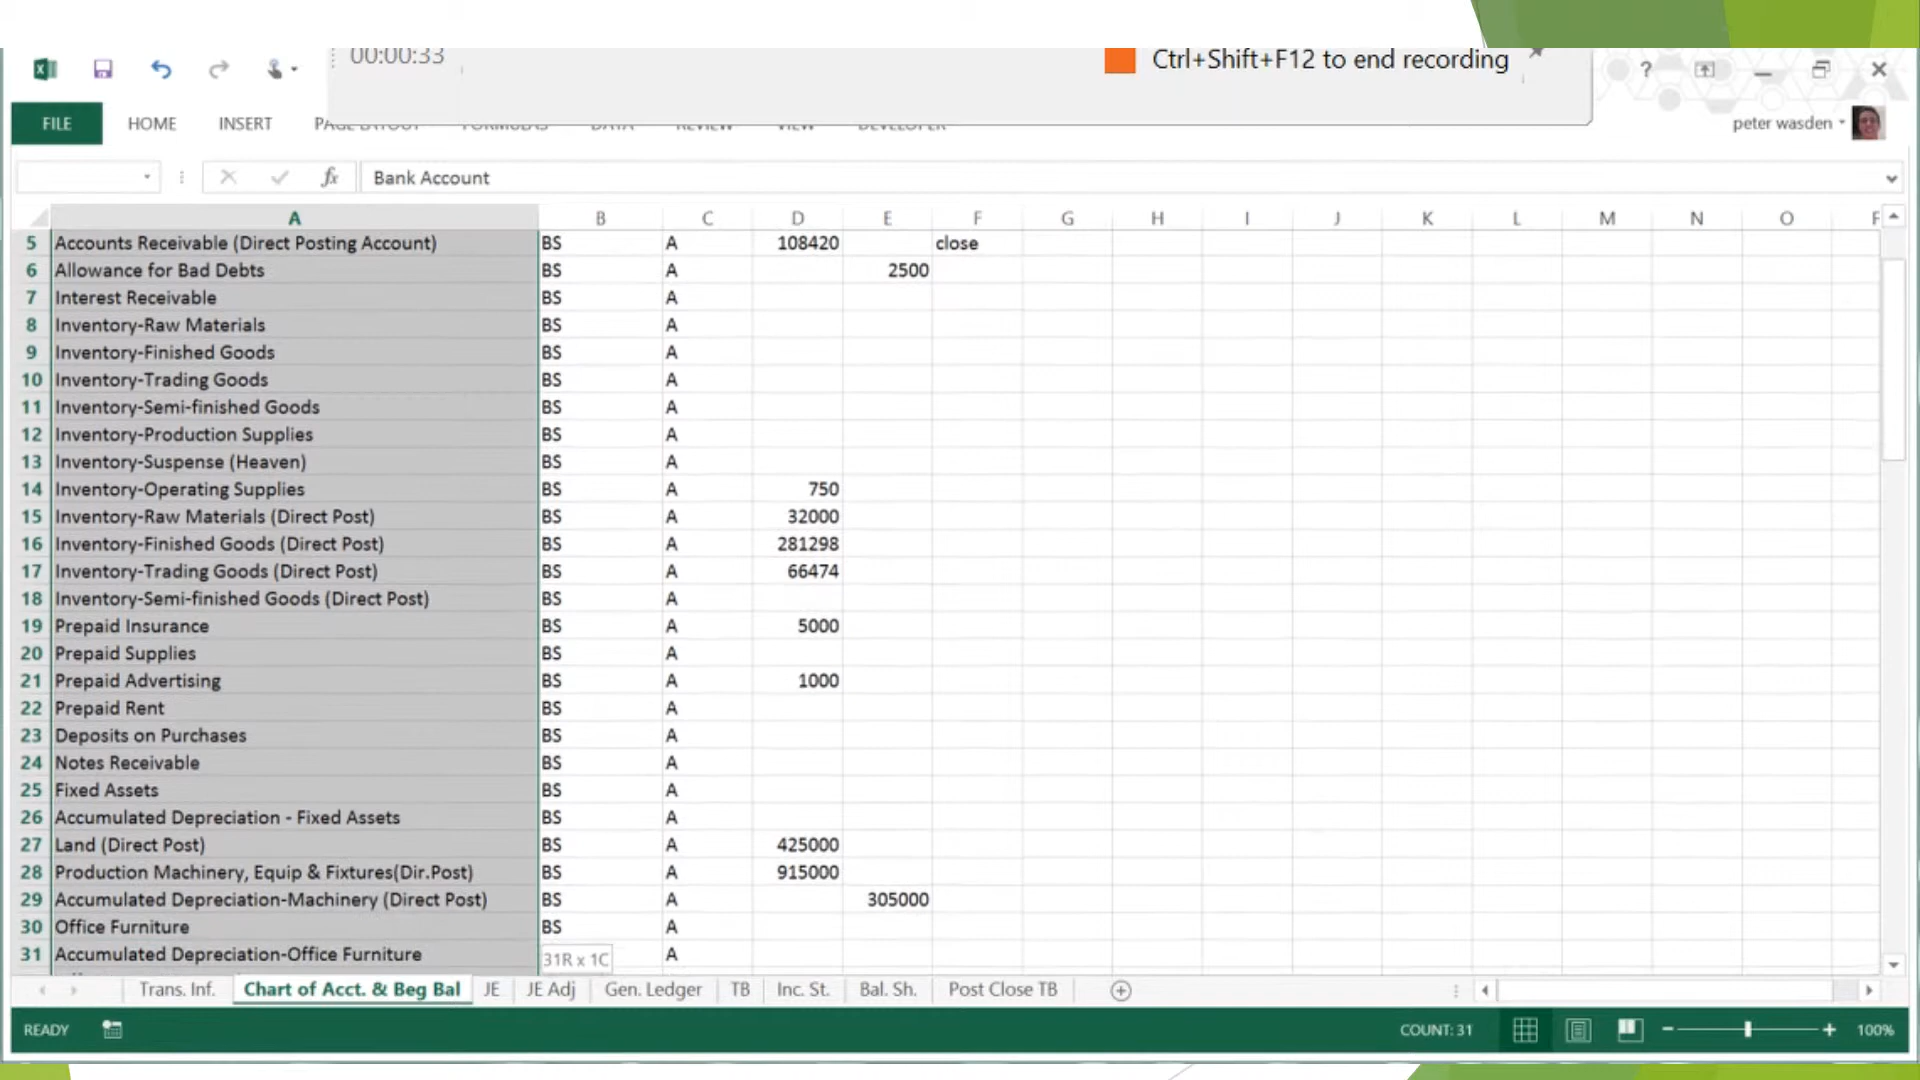 00:00:33
Ctrl+Shift+F12 to end recording
?
FILE HOME INSERT PAGE LAYOUT FORMULAS DATA REVIEW VIEW DEVELOPER peter wasden
fx Bank Account
A B C D E F G H I J K L M N O
5 Accounts Receivable (Direct Posting Account) BS A 108420 close
6 Allowance for Bad Debts BS A 2500
7 Interest Receivable BS A
8 Inventory-Raw Materials BS A
9 Inventory-Finished Goods BS A
10 Inventory-Trading Goods BS A
11 Inventory-Semi-finished Goods BS A
12 Inventory-Production Supplies BS A
13 Inventory-Suspense (Heaven) BS A
14 Inventory-Operating Supplies BS A 750
15 Inventory-Raw Materials (Direct Post) BS A 32000
16 Inventory-Finished Goods (Direct Post) BS A 281298
17 Inventory-Trading Goods (Direct Post) BS A 66474
18 Inventory-Semi-finished Goods (Direct Post) BS A
19 Prepaid Insurance BS A 5000
20 Prepaid Supplies BS A
21 Prepaid Advertising BS A 1000
22 Prepaid Rent BS A
23 Deposits on Purchases BS A
24 Notes Receivable BS A
25 Fixed Assets BS A
26 Accumulated Depreciation - Fixed Assets BS A
27 Land (Direct Post) BS A 425000
28 Production Machinery, Equip & Fixtures(Dir.Post) BS A 915000
29 Accumulated Depreciation-Machinery (Direct Post) BS A 305000
30 Office Furniture BS A
31 Accumulated Depreciation-Office Furniture 31R x 1C A
Trans. Inf. Chart of Acct. & Beg Bal JE JE Adj Gen. Ledger TB Inc. St. Bal. Sh. Post Close TB
READY COUNT: 31 100%